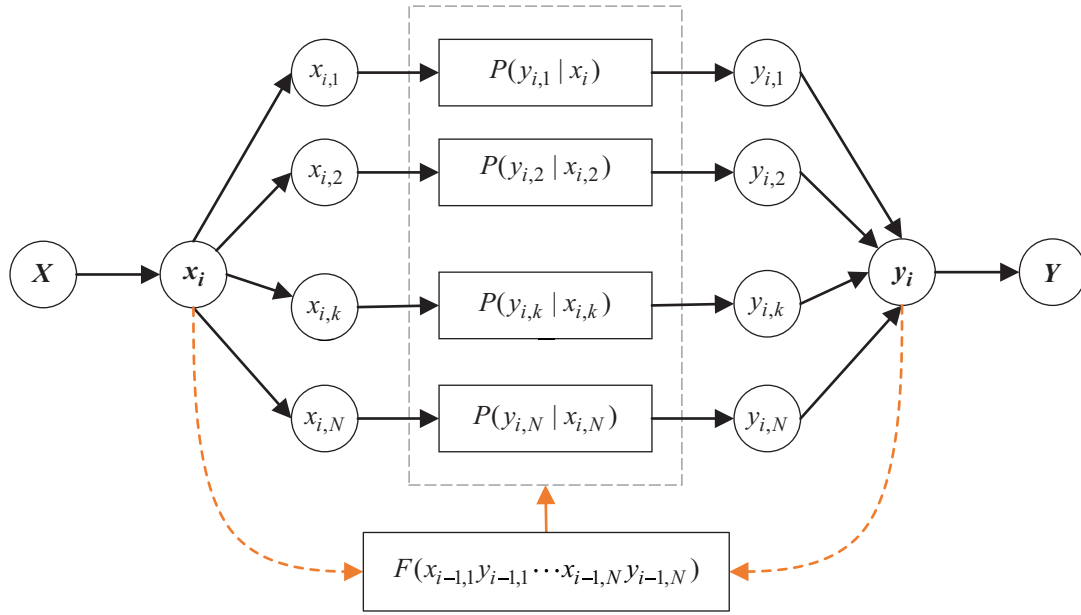 x_{i,1} P(y_{i,1} | x_i) y_{i,1}
x_{i,2} P(y_{i,2} | x_{i,2}) y_{i,2}
X x_i y_i Y
x_{i,k} P(y_{i,k} | x_{i,k}) y_{i,k}
x_{i,N} P(y_{i,N} | x_{i,N}) y_{i,N}
F(x_{i-1,1} y_{i-1,1} ⋯ x_{i-1,N} y_{i-1,N})